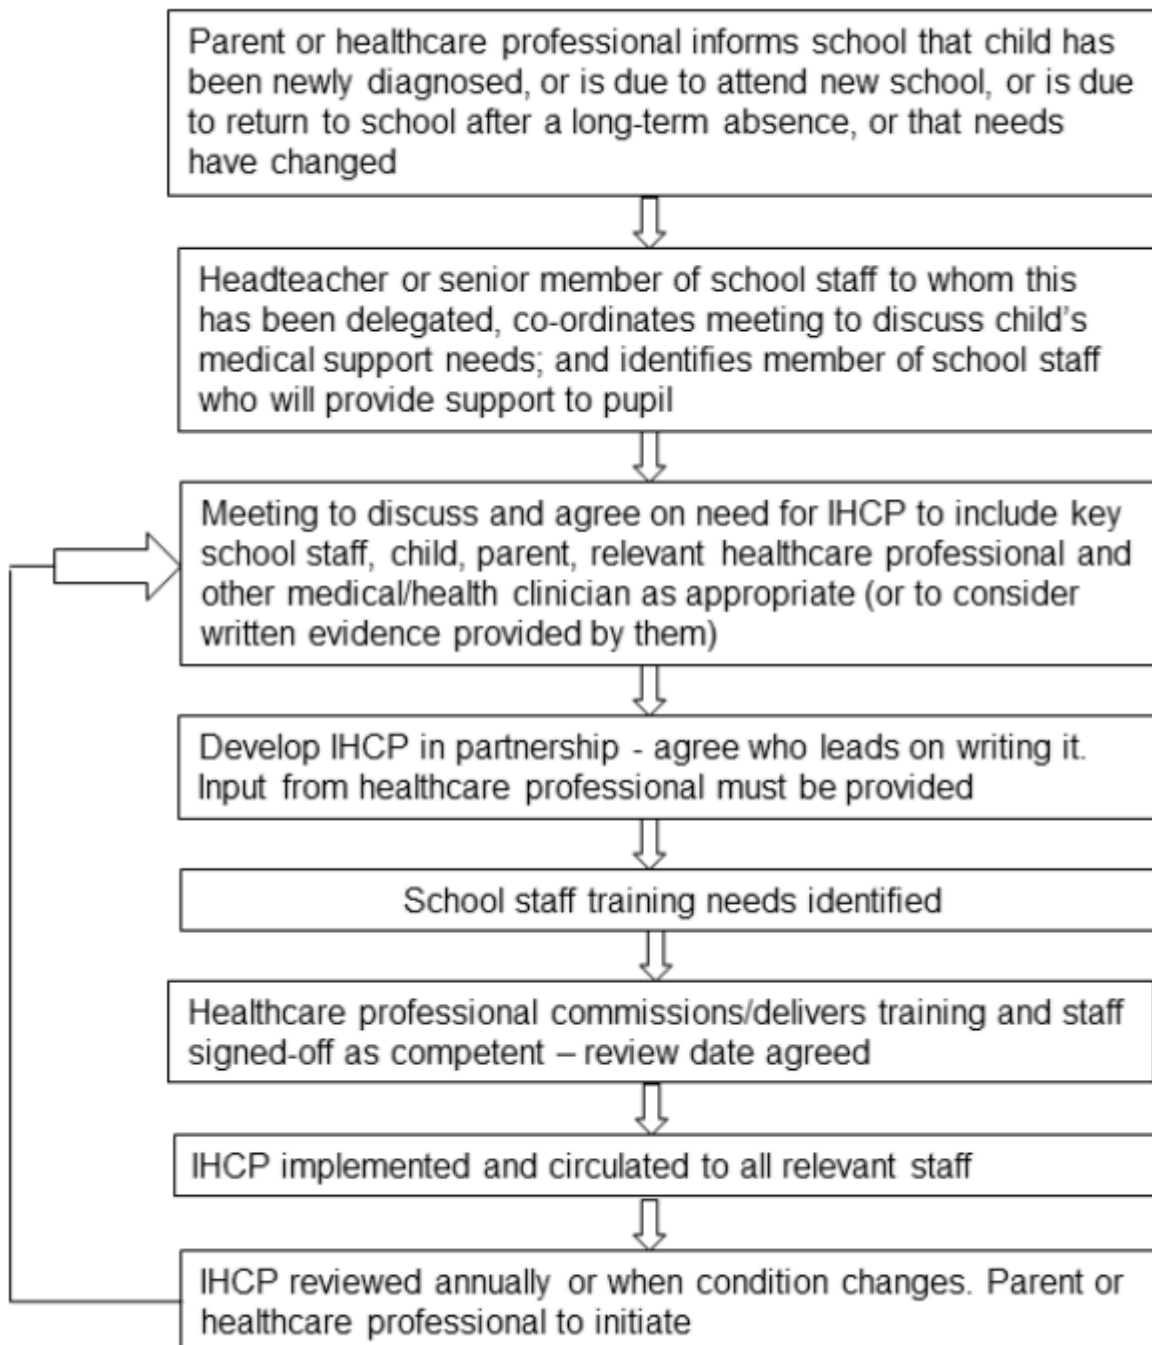 Parent or healthcare professional informs school that child has
been newly diagnosed, or is due to attend new school, or is due
to return to school after a long-term absence, or that needs
have changed
Headteacher or senior member of school staff to whom this
has been delegated, co-ordinates meeting to discuss child's
medical support needs; and identifies member of school staff
who will provide support to pupil
Meeting to discuss and agree on need for IHCP to include key
school staff, child, parent, relevant healthcare professional and
other medical/health clinician as appropriate (or to consider
written evidence provided by them)
Develop IHCP in partnership - agree who leads on writing it.
Input from healthcare professional must be provided
School staff training needs identified
Healthcare professional commissions/delivers training and staff
signed-off as competent – review date agreed
IHCP implemented and circulated to all relevant staff
IHCP reviewed annually or when condition changes. Parent or
healthcare professional to initiate